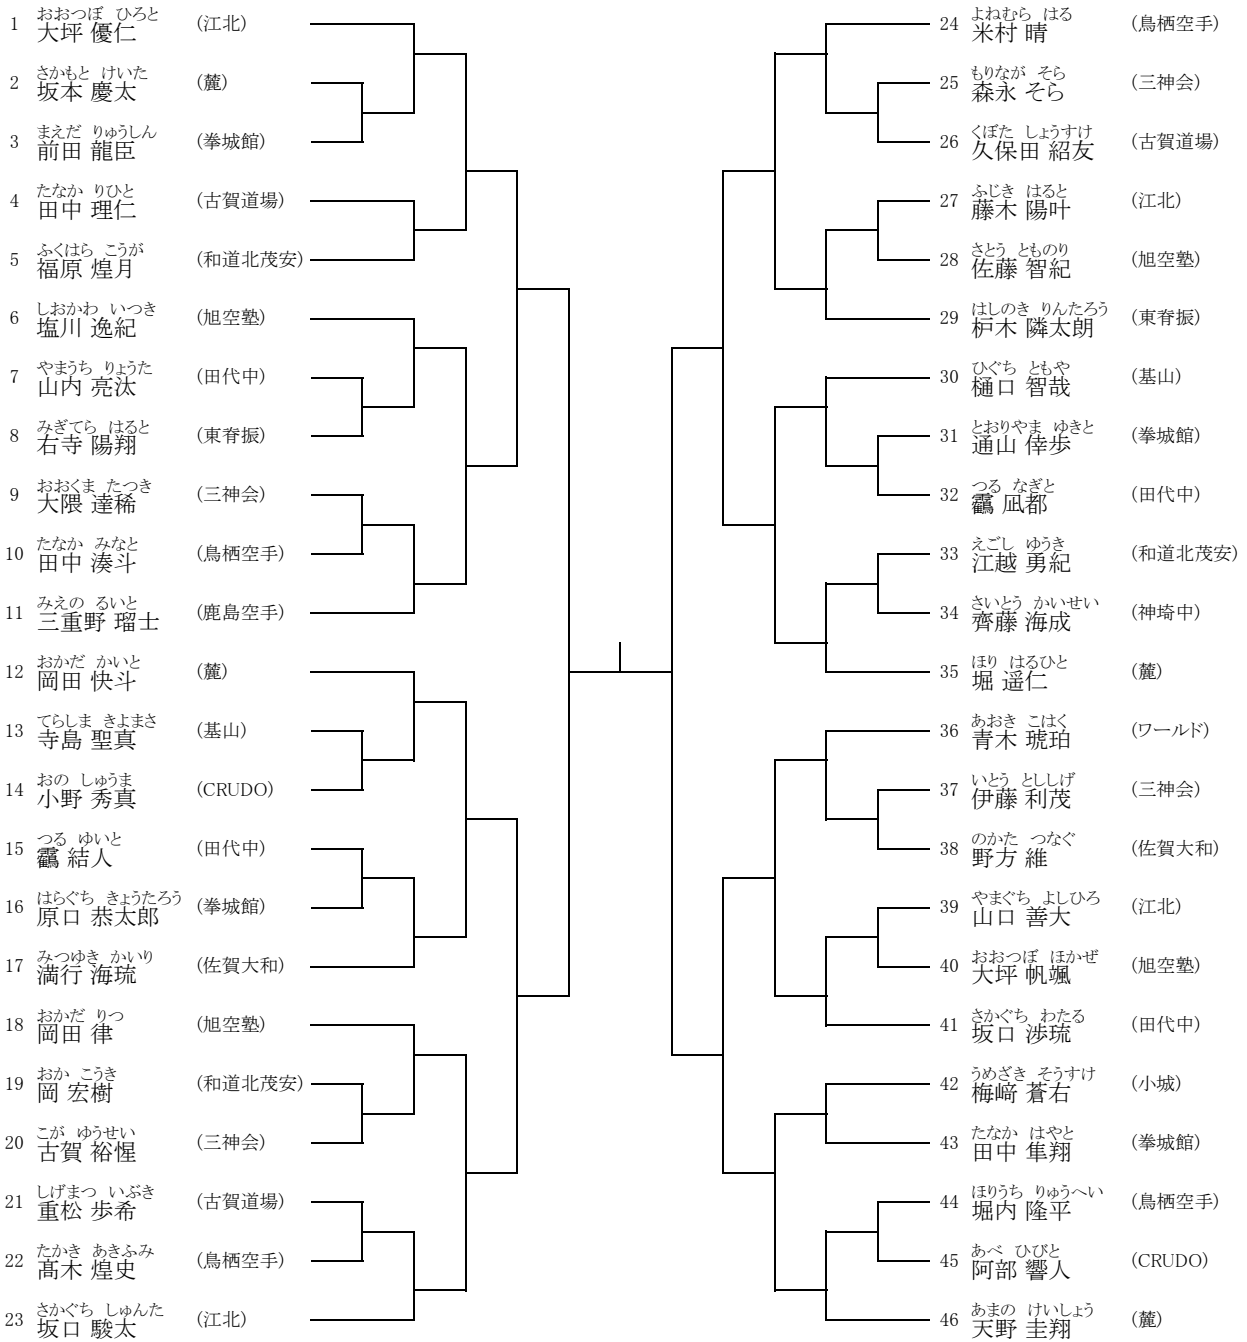 おおつぼ ひろと
1 大坪 優仁 (江北)
さかもと けいた
2 坂本 慶太 (麓)
まえだ りゅうしん
3 前田 龍臣 (拳城館)
たなか りひと
4 田中 理仁 (古賀道場)
ふくはら こうが
5 福原 煌月 (和道北茂安)
しおかわ いつき
6 塩川 逸紀 (旭空塾)
やまうち りょうた
7 山内 亮汰 (田代中)
みぎてら はると
8 右寺 陽翔 (東脊振)
おおくま たつき
9 大隈 達稀 (三神会)
たなか みなと
10 田中 湊斗 (鳥栖空手)
みえの るいと
11 三重野 瑠士 (鹿島空手)
おかだ かいと
12 岡田 快斗 (麓)
てらしま きよまさ
13 寺島 聖真 (基山)
おの しゅうま
14 小野 秀真 (CRUDO)
つる ゆいと
15 靏 結人 (田代中)
はらぐち きょうたろう
16 原口 恭太郎 (拳城館)
みつゆき かいり
17 満行 海琉 (佐賀大和)
おかだ りつ
18 岡田 律 (旭空塾)
おか こうき
19 岡 宏樹 (和道北茂安)
こが ゆうせい
20 古賀 裕惺 (三神会)
しげまつ いぶき
21 重松 歩希 (古賀道場)
たかき あきふみ
22 髙木 煌史 (鳥栖空手)
さかぐち しゅんた
23 坂口 駿太 (江北)
よねむら はる
24 米村 晴 (鳥栖空手)
もりなが そら
25 森永 そら (三神会)
くぼた しょうすけ
26 久保田 紹友 (古賀道場)
ふじき はると
27 藤木 陽叶 (江北)
さとう とものり
28 佐藤 智紀 (旭空塾)
はしのき りんたろう
29 枦木 隣太朗 (東脊振)
ひぐち ともや
30 樋口 智哉 (基山)
とおりやま ゆきと
31 通山 倖歩 (拳城館)
つる なぎと
32 靏 凪都 (田代中)
えごし ゆうき
33 江越 勇紀 (和道北茂安)
さいとう かいせい
34 齊藤 海成 (神埼中)
ほり はるひと
35 堀 遥仁 (麓)
あおき こはく
36 青木 琥珀 (ワールド)
いとう とししげ
37 伊藤 利茂 (三神会)
のかた つなぐ
38 野方 維 (佐賀大和)
やまぐち よしひろ
39 山口 善大 (江北)
おおつぼ ほかぜ
40 大坪 帆颯 (旭空塾)
さかぐち わたる
41 坂口 渉琉 (田代中)
うめざき そうすけ
42 梅﨑 蒼右 (小城)
たなか はやと
43 田中 隼翔 (拳城館)
ほりうち りゅうへい
44 堀内 隆平 (鳥栖空手)
あべ ひびと
45 阿部 響人 (CRUDO)
あまの けいしょう
46 天野 圭翔 (麓)